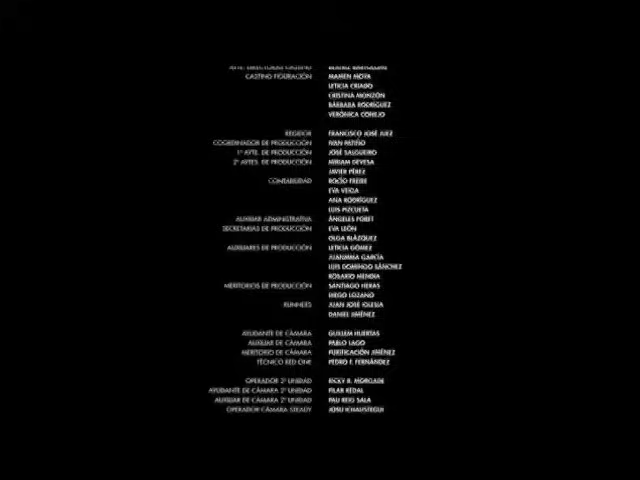 CASTING FIGURACIÓN MAMEN MOYA
LETICIA CRIADO
CRISTINA MONZÓN
BÁRBARA RODRÍGUEZ
VERÓNICA CONEJO
REGIDOR FRANCISCO JOSÉ JUEZ
COORDINADOR DE PRODUCCIÓN IVAN PATIÑO
1º AYTE. DE PRODUCCIÓN JOSÉ SALGUEIRO
2º AYTES. DE PRODUCCIÓN MIRIAM DEVESA
JAVIER PÉREZ
CONTABILIDAD ROCÍO FREIRE
EVA VEIGA
ANA RODRÍGUEZ
LUIS PIZCUETA
AUXILIAR ADMINISTRATIVA ÁNGELES PORET
SECRETARIAS DE PRODUCCIÓN EVA LEÓN
OLGA BLÁZQUEZ
AUXILIARES DE PRODUCCIÓN LETICIA GÓMEZ
JUANMMA GARCÍA
LUIS DOMINGO SÁNCHEZ
ROSARIO
MERITORIOS DE PRODUCCIÓN SANTIAGO HERAS
DIEGO LOZANO
RUNNERS JUAN JOSÉ IGLESIA
DANIEL JIMÉNEZ
AYUDANTE DE CÁMARA GUILLEM HUERTAS
AUXILIAR DE CÁMARA PABLO LAGO
MERITORIO DE CÁMARA PURIFICACIÓN JIMÉNEZ
TÉCNICO RED ONE PEDRO F. FERNÁNDEZ
OPERADOR 2ª UNIDAD RICKY R. MORGADE
AYUDANTE DE CÁMARA 2ª UNIDAD PILAR
AUXILIAR DE CÁMARA 2ª UNIDAD PAU REIG SALA
OPERADOR CÁMARA STEADY JOSU